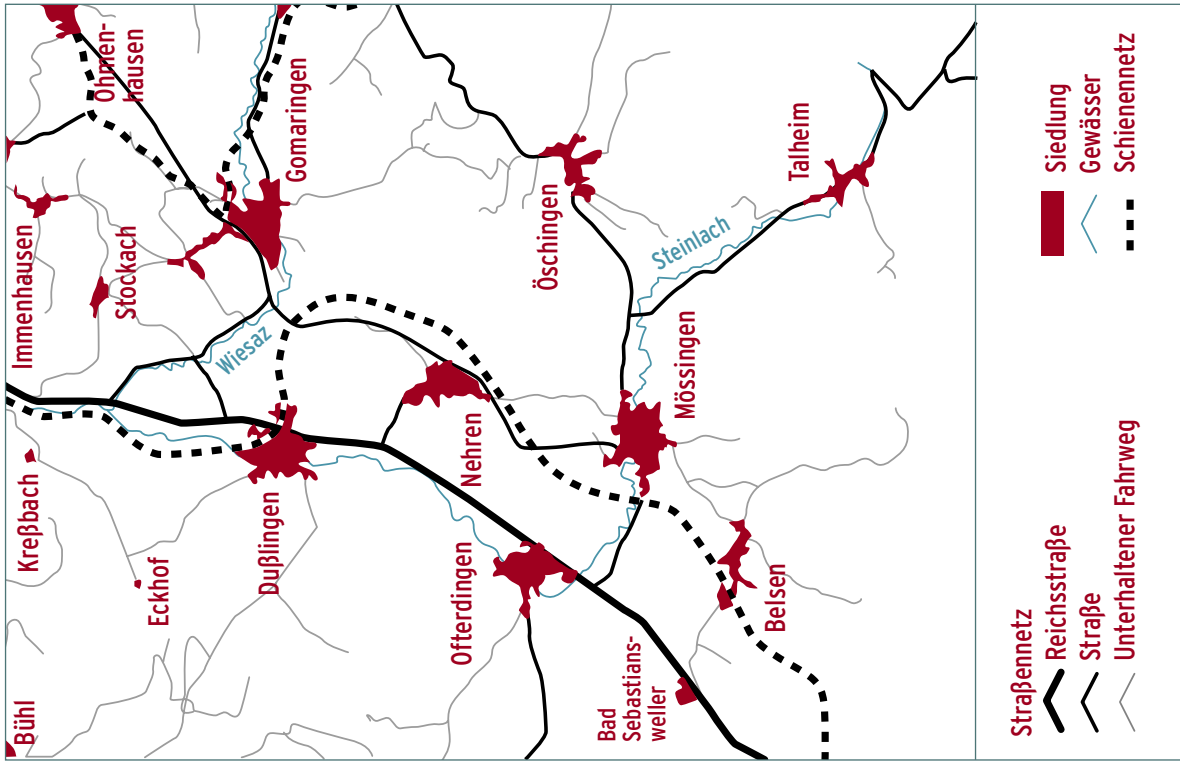 Bühl
Kreßbach
Immenhausen
Ohmen-
hausen
Eckhof
Stockach
Gomaringen
Wiesaz
Dußlingen
Nehren
Ofterdingen
Öschingen
Bad
Sebastians-
weiler
Belsen
Mössingen
Steinlach
Talheim
Straßennetz
Reichsstraße
Straße
Unterhaltener Fahrweg
Siedlung
Gewässer
Schienennetz